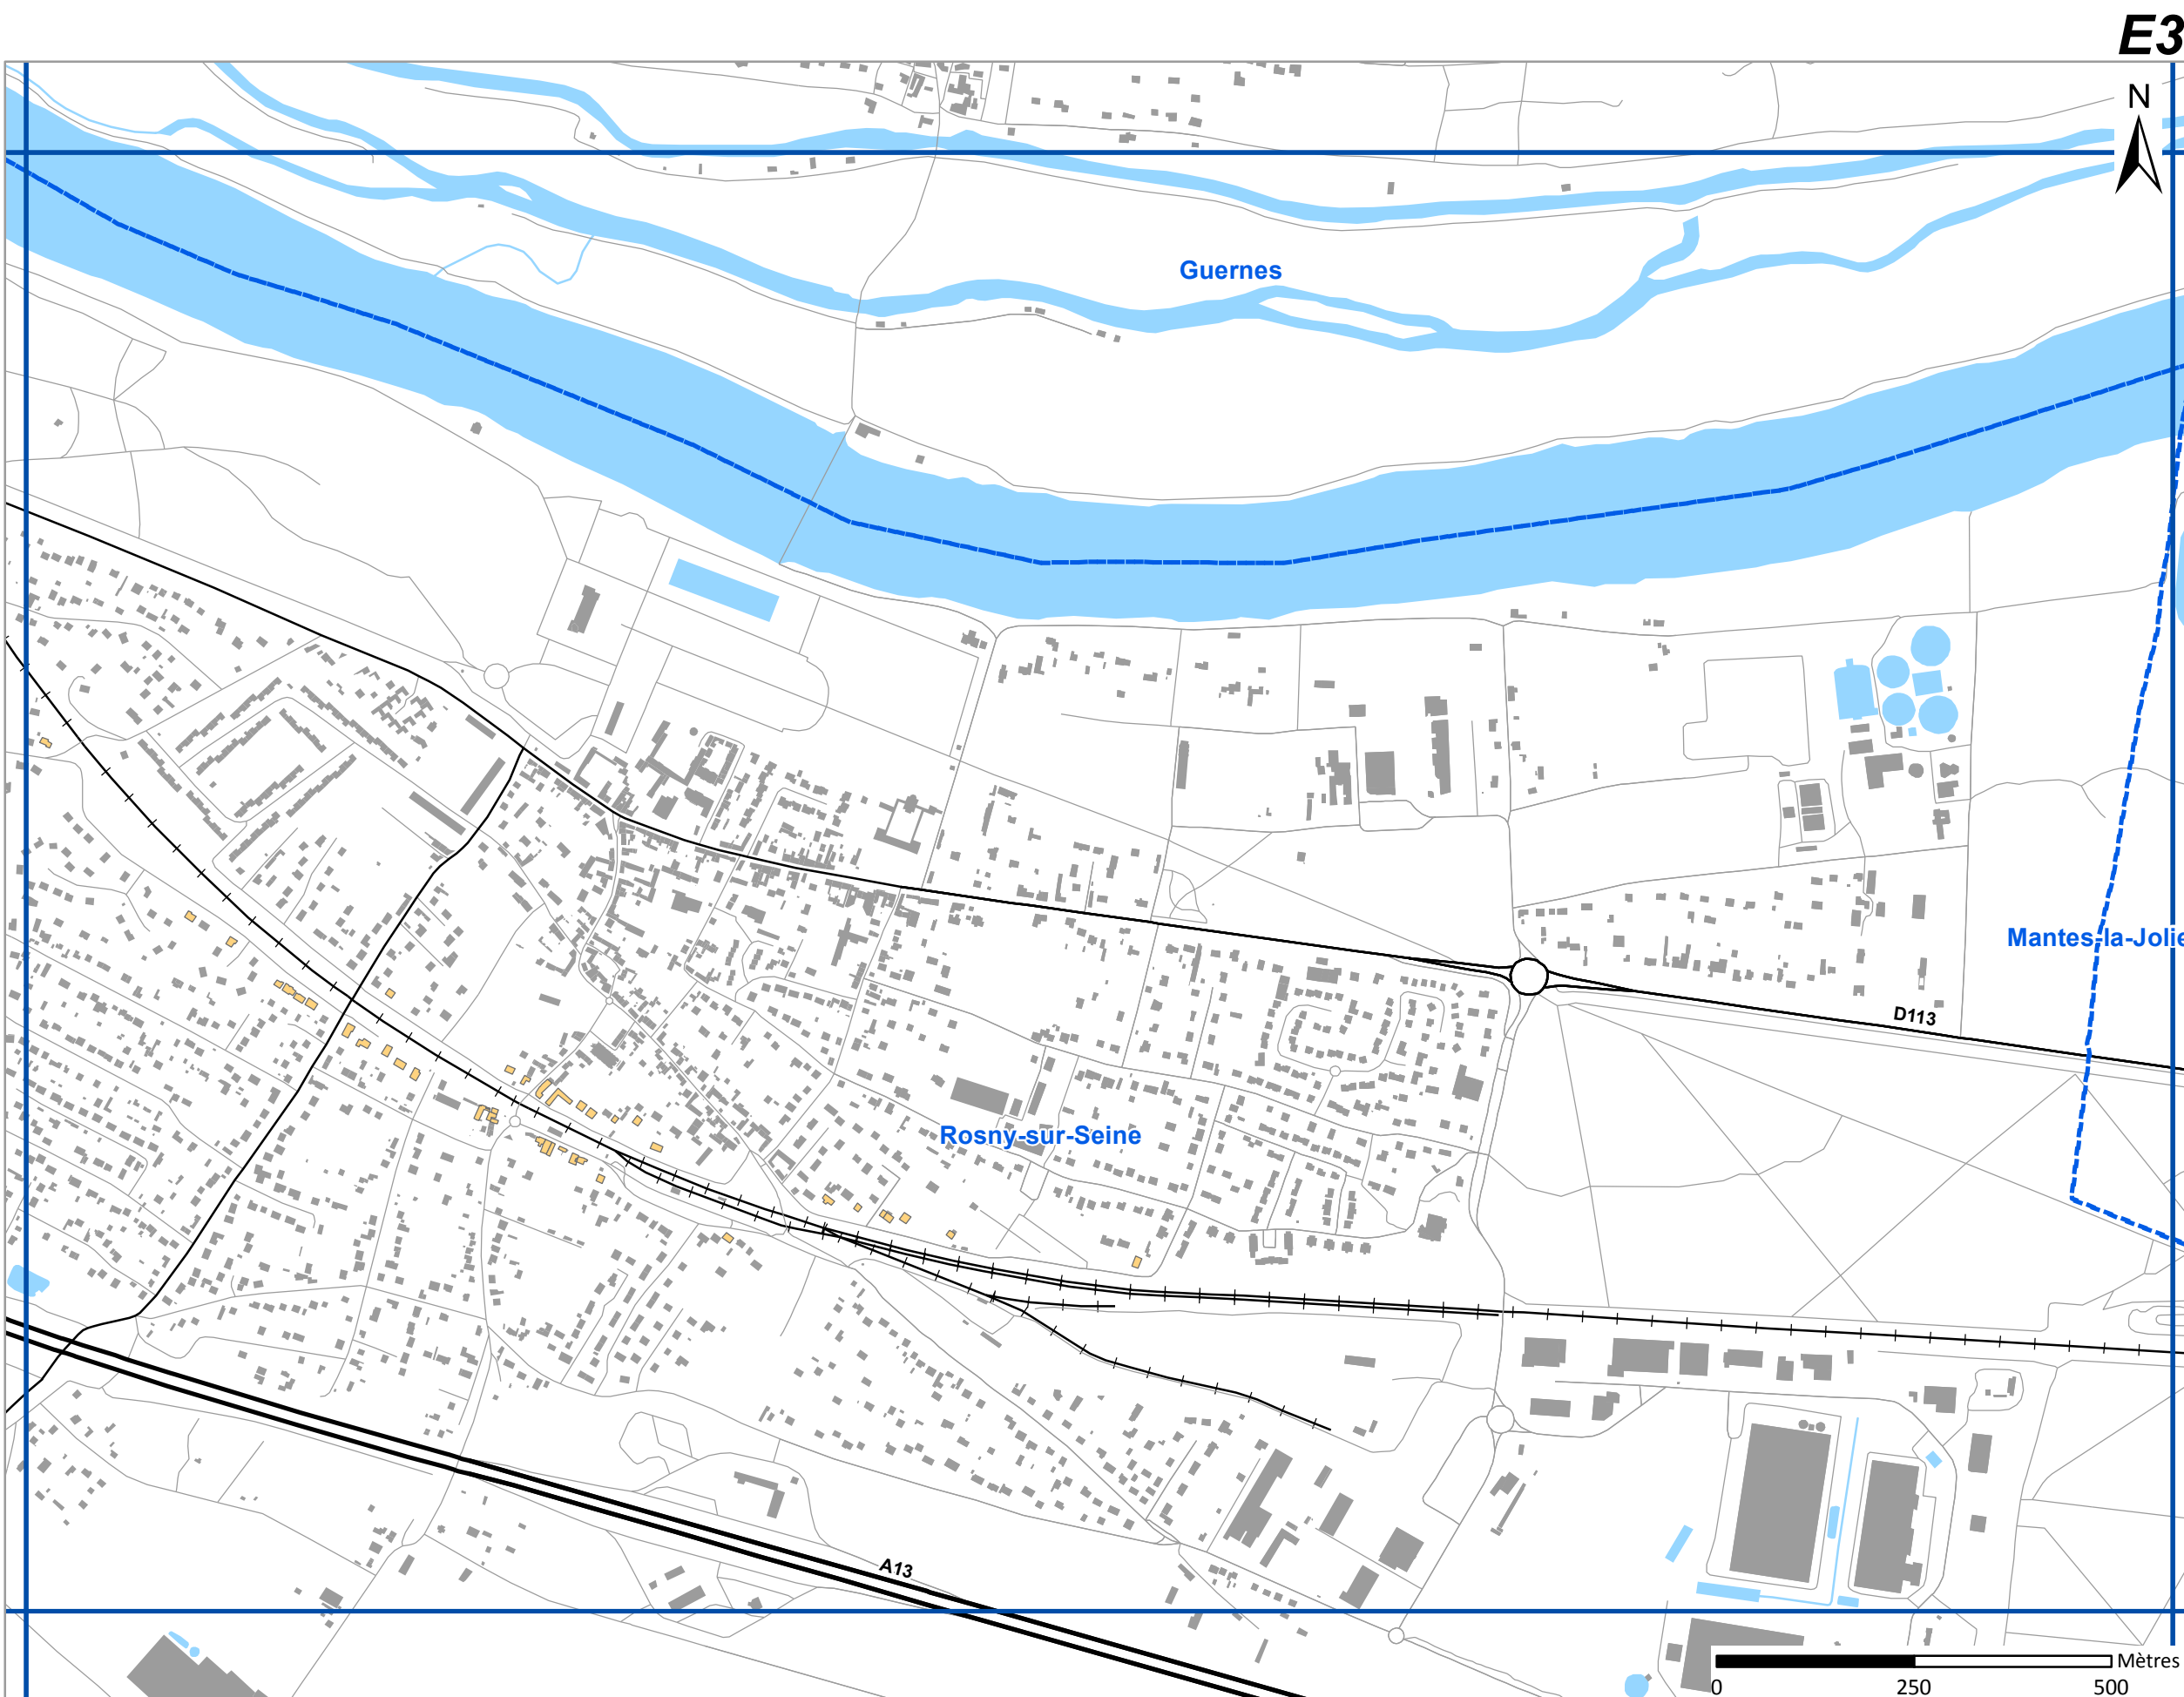 E3
N
Guernes
Mantes-la-Jolie
D113
Rosny-sur-Seine
A13
Mètres
0 250 500